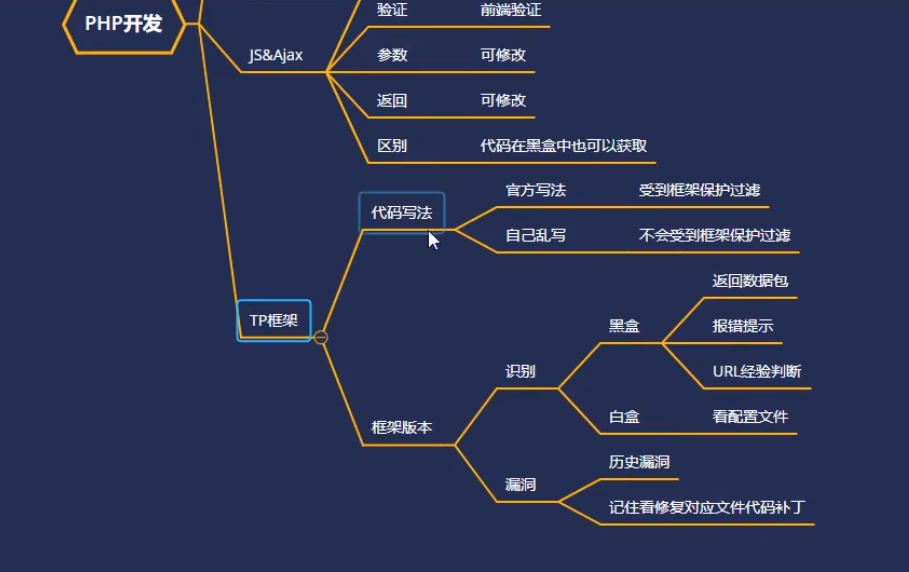 PHP开发
JS&Ajax
验证 前端验证
参数 可修改
返回 可修改
区别 代码在黑盒中也可以获取
TP框架
代码写法
官方写法 受到框架保护过滤
自己乱写 不会受到框架保护过滤
框架版本
识别
黑盒
返回数据包
报错提示
URL经验判断
白盒 看配置文件
漏洞
历史漏洞
记住看修复对应文件代码补丁